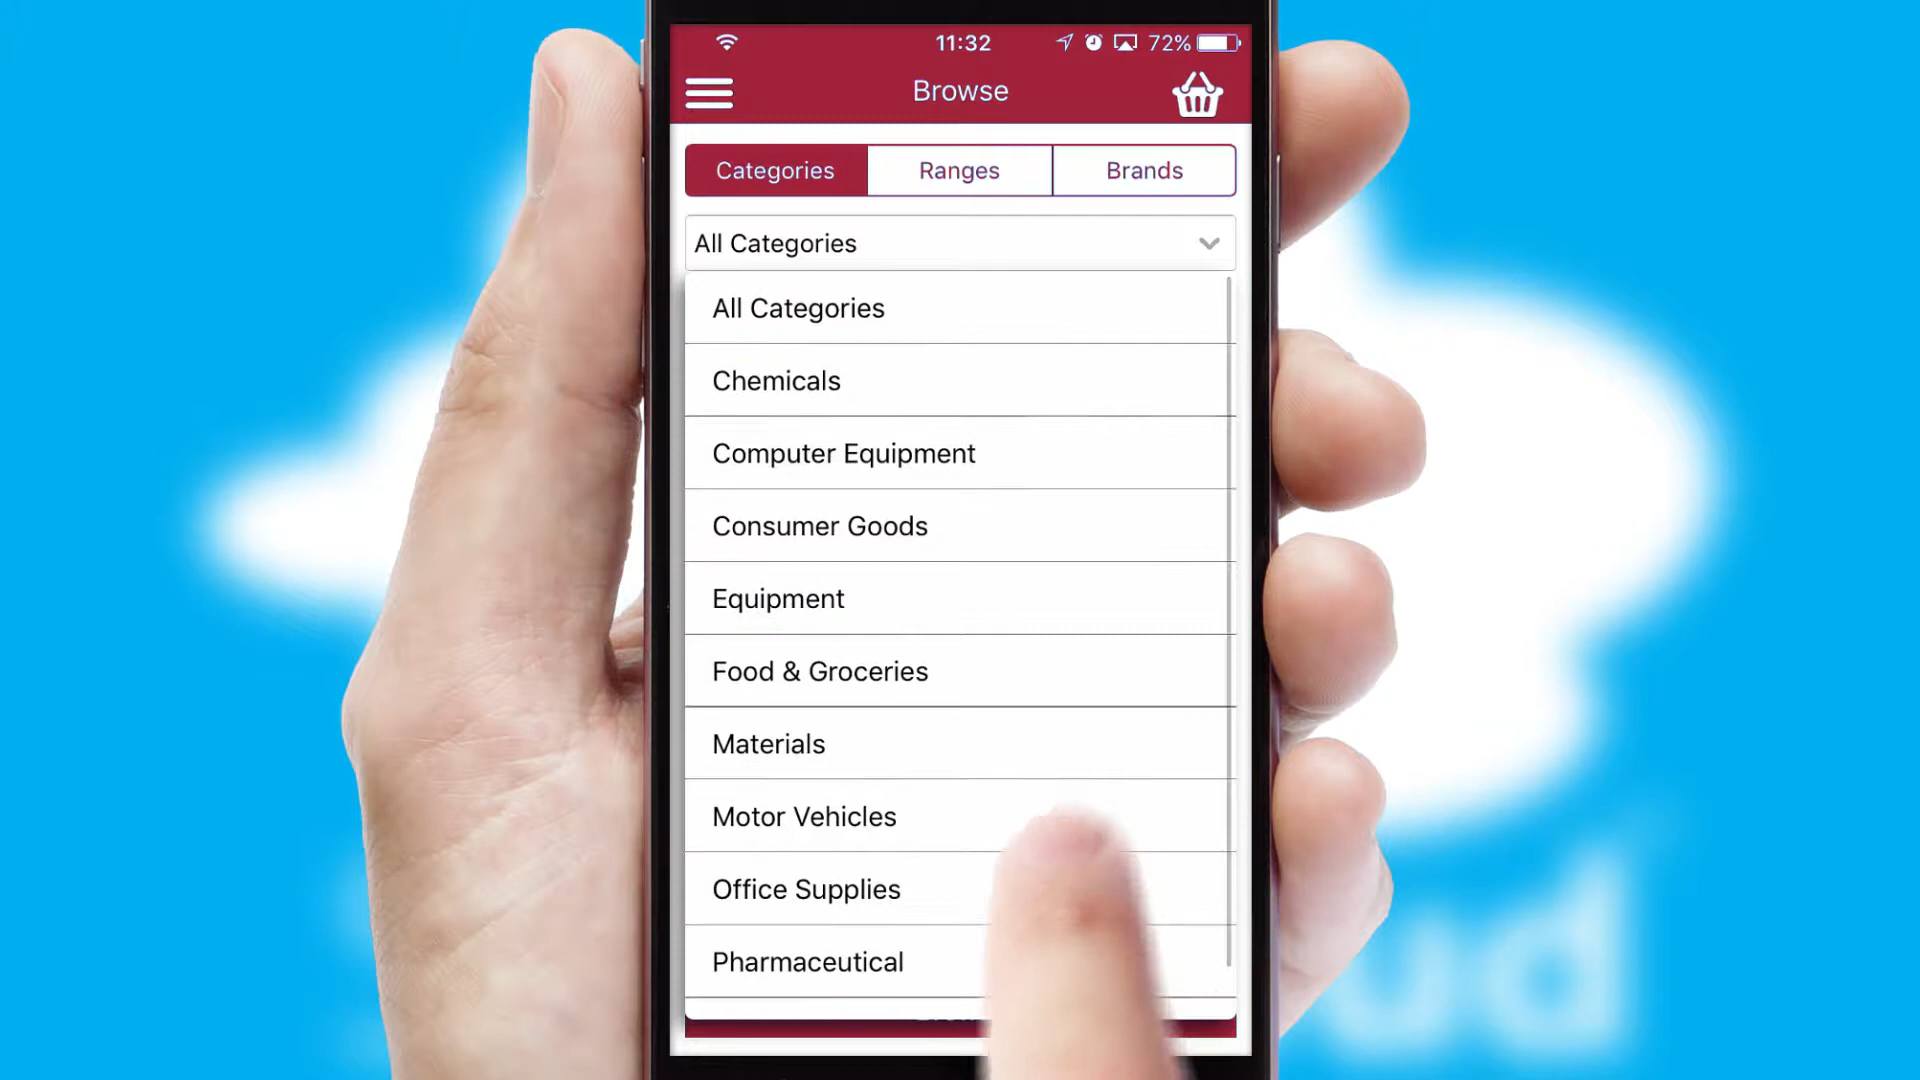 11:32
72%
Browse
Categories
Ranges
Brands
All Categories
All Categories
Chemicals
Computer Equipment
Consumer Goods
Equipment
Food & Groceries
Materials
Motor Vehicles
Office Supplies
Pharmaceutical